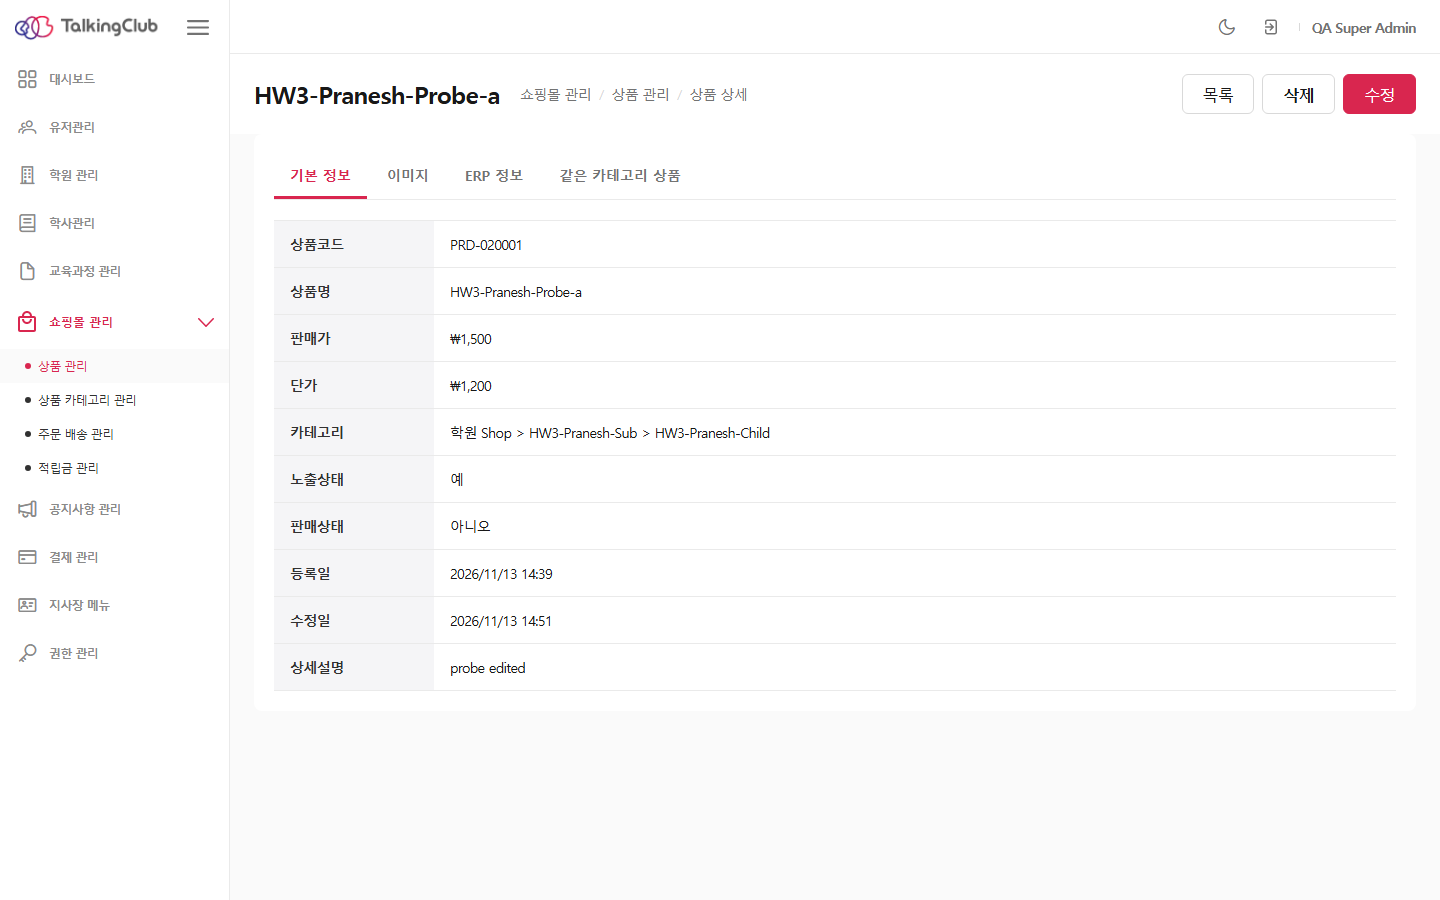 TalkingClub
QA Super Admin
대시보드
유저관리
학원 관리
학사관리
교육과정 관리
쇼핑몰 관리
상품 관리
상품 카테고리 관리
주문 배송 관리
적립금 관리
공지사항 관리
결제 관리
지사장 메뉴
권한 관리
HW3-Pranesh-Probe-a
쇼핑몰 관리 / 상품 관리 / 상품 상세
목록 삭제 수정
기본 정보 이미지 ERP 정보 같은 카테고리 상품
상품코드 PRD-020001
상품명 HW3-Pranesh-Probe-a
판매가 ₩1,500
단가 ₩1,200
카테고리 학원 Shop > HW3-Pranesh-Sub > HW3-Pranesh-Child
노출상태 예
판매상태 아니오
등록일 2026/11/13 14:39
수정일 2026/11/13 14:51
상세설명 probe edited